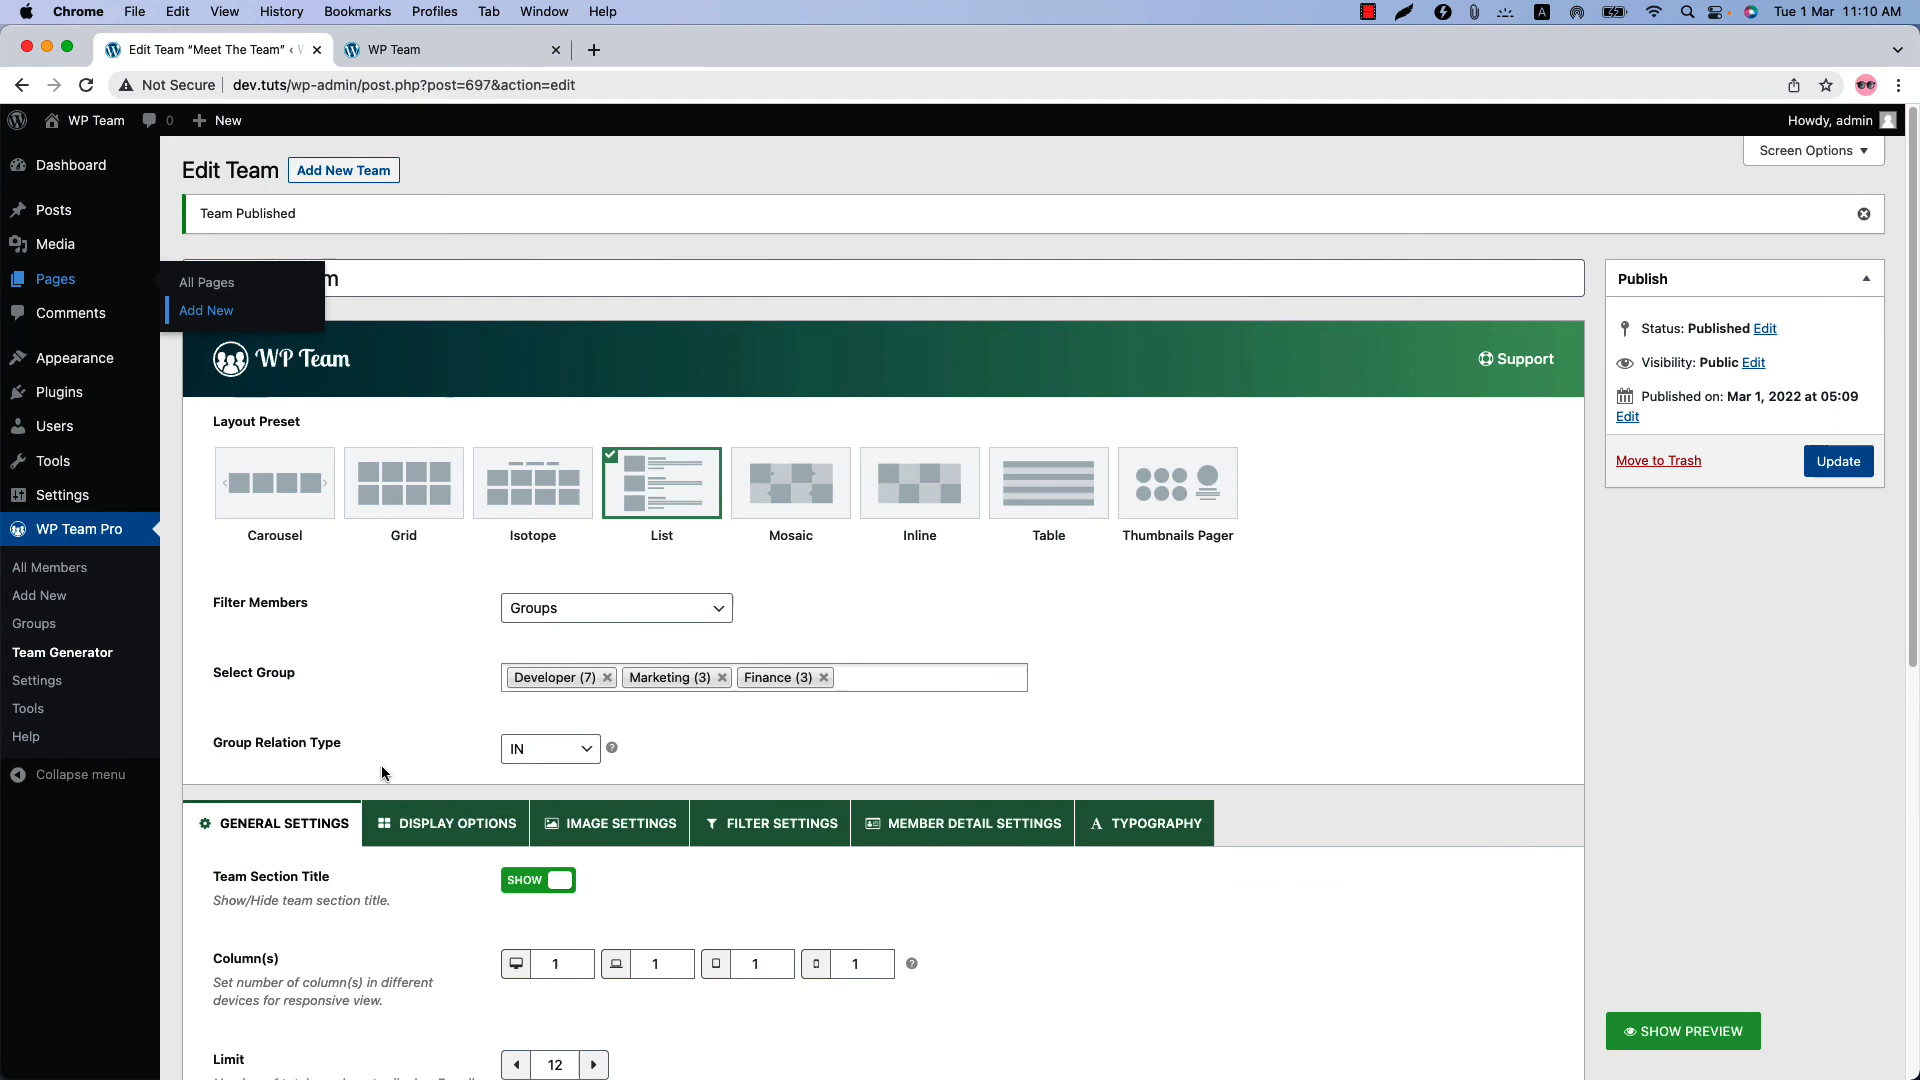 Chrome File Edit View History Bookmarks Profiles Tab Window Help
A
Tue 1 Mar 11:10 AM
Edit Team “Meet The Team” ‹
WP Team
Not Secure
dev.tuts/wp-admin/post.php?post=697&action=edit
WP Team 0 New
Howdy, admin
Dashboard
Posts
Media
Pages
All Pages
Add New
Comments
Appearance
Plugins
Users
Tools
Settings
WP Team Pro
All Members
Add New
Groups
Team Generator
Settings
Tools
Help
Collapse menu
Edit Team Add New Team
Screen Options
Team Published
m
WP Team
Support
Layout Preset
Carousel Grid Isotope List Mosaic Inline Table Thumbnails Pager
Filter Members
Groups
Select Group
Developer (7) Marketing (3) Finance (3)
Group Relation Type
IN
?
GENERAL SETTINGS DISPLAY OPTIONS IMAGE SETTINGS FILTER SETTINGS MEMBER DETAIL SETTINGS A TYPOGRAPHY
Team Section Title
Show/Hide team section title.
SHOW
Column(s)
Set number of column(s) in different
devices for responsive view.
1 1 1 1 ?
Limit
12
Publish
Status: Published Edit
Visibility: Public Edit
Published on: Mar 1, 2022 at 05:09
Edit
Move to Trash
Update
SHOW PREVIEW